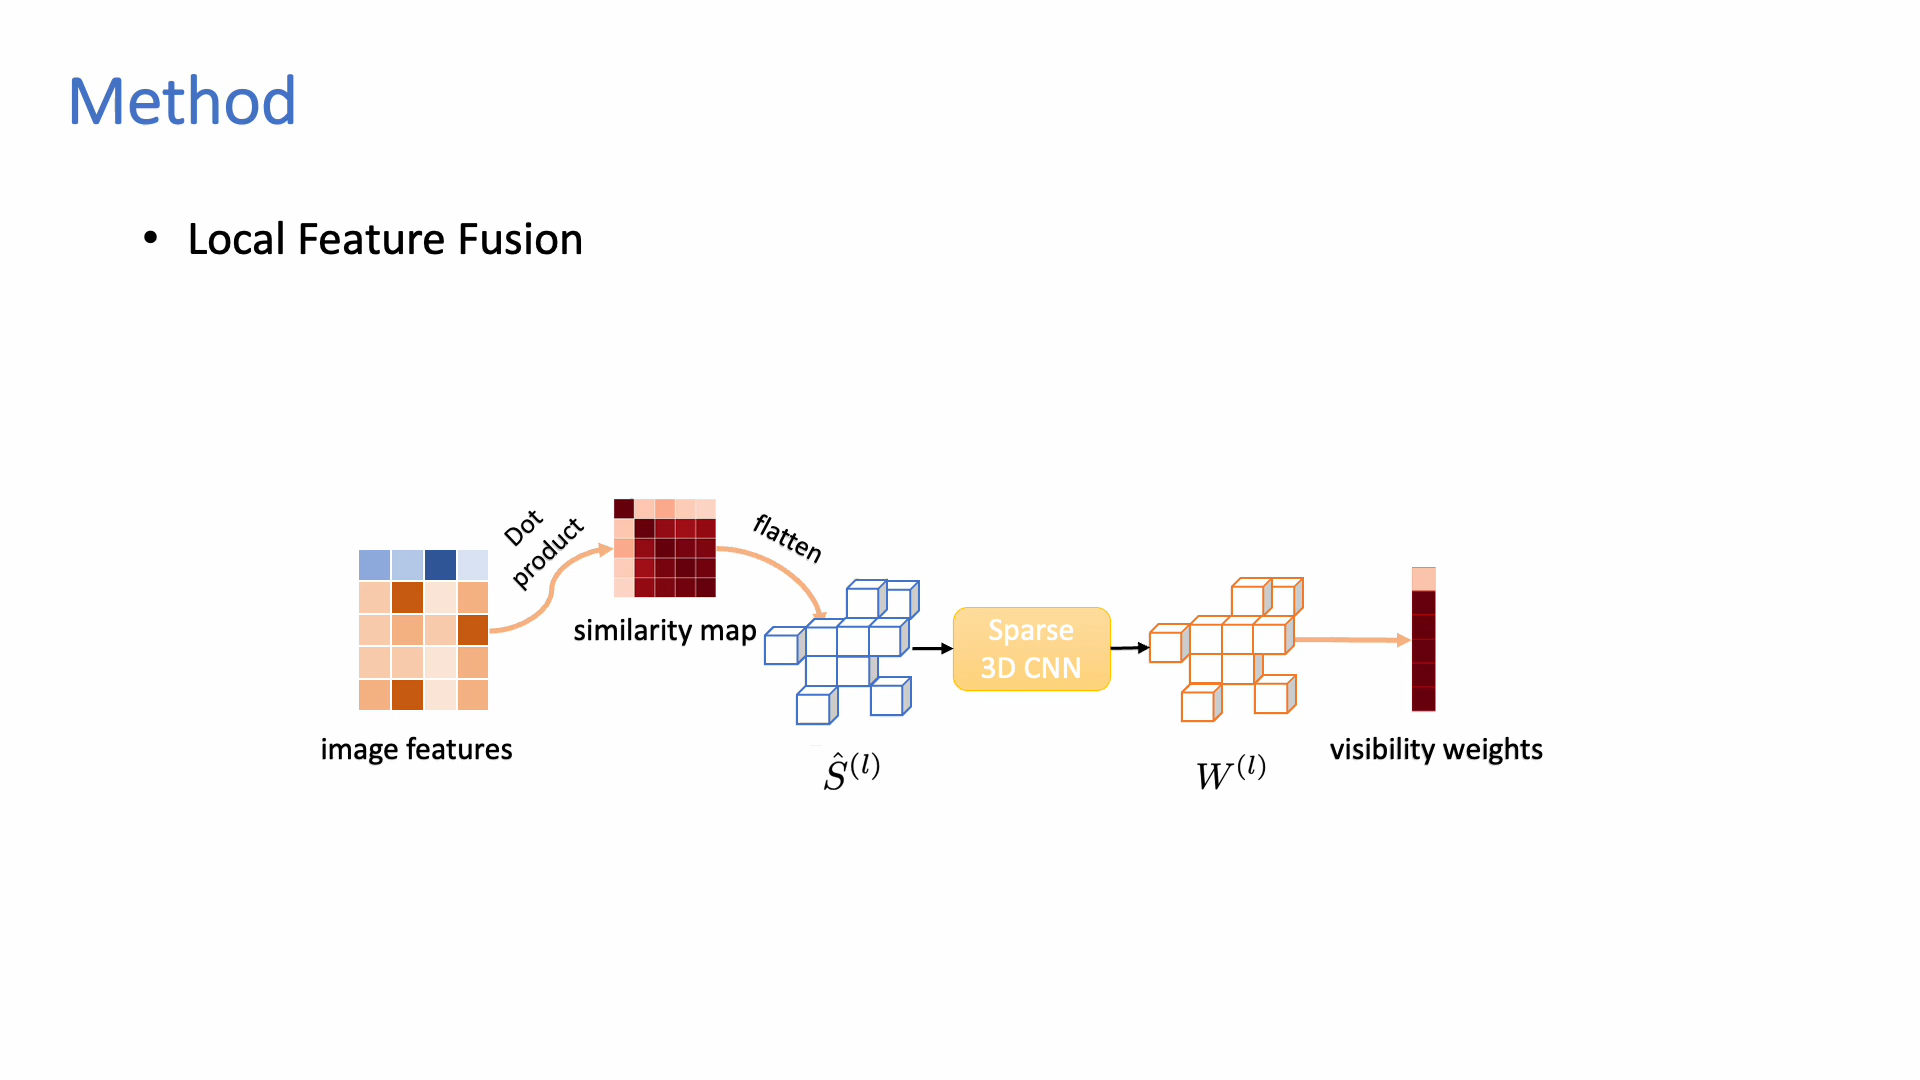 Method
• Local Feature Fusion
Dot
product
flatten
similarity map
Sparse
3D CNN
image features
visibility weights
Ŝ^(l)
W^(l)